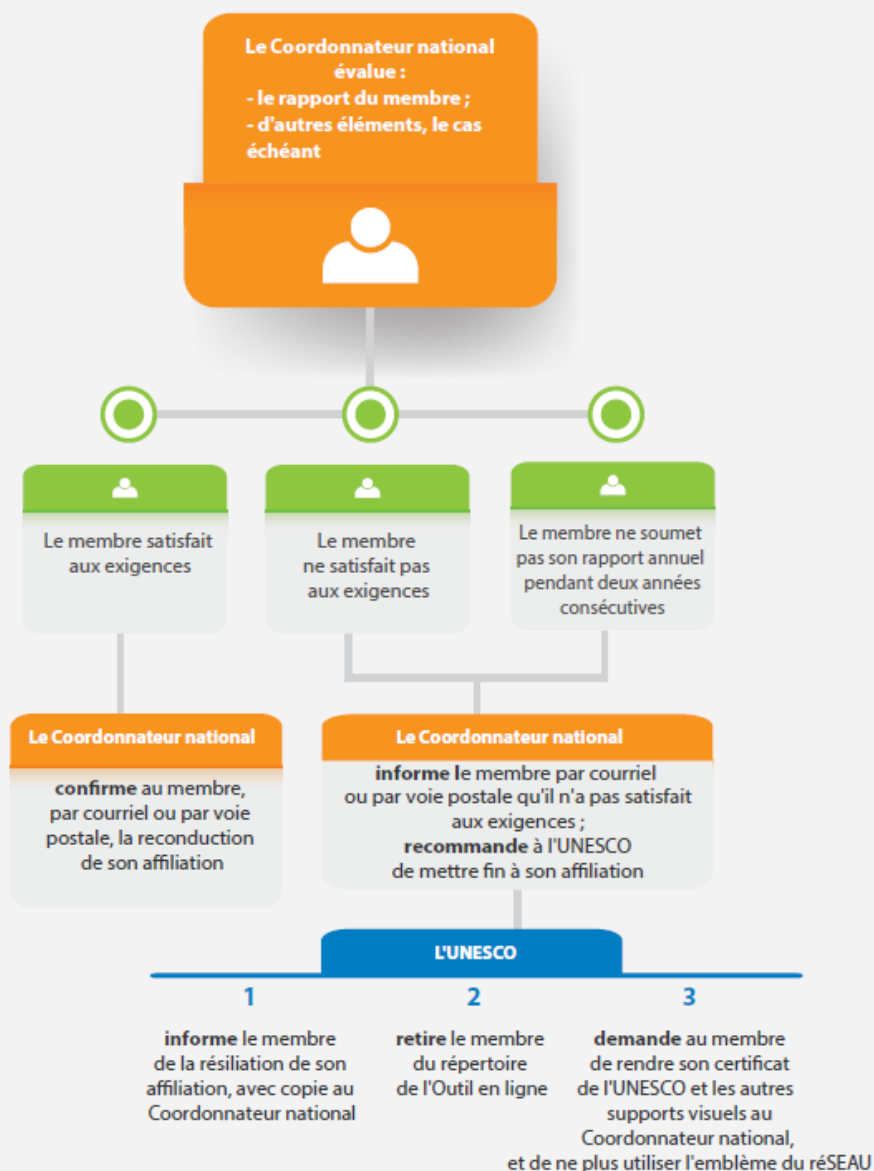 Le Coordonnateur national
évalue :
- le rapport du membre ;
- d'autres éléments, le cas
échéant
Le membre satisfait
aux exigences
Le membre
ne satisfait pas
aux exigences
Le membre ne soumet
pas son rapport annuel
pendant deux années
consécutives
Le Coordonnateur national
confirme au membre,
par courriel ou par voie
postale, la reconduction
de son affiliation
Le Coordonnateur national
informe le membre par courriel
ou par voie postale qu'il n'a pas satisfait
aux exigences ;
recommande à l'UNESCO
de mettre fin à son affiliation
L'UNESCO
1
informe le membre
de la résiliation de son
affiliation, avec copie au
Coordonnateur national
2
retire le membre
du répertoire
de l'Outil en ligne
3
demande au membre
de rendre son certificat
de l'UNESCO et les autres
supports visuels au
Coordonnateur national,
et de ne plus utiliser l'emblème du réSEAU